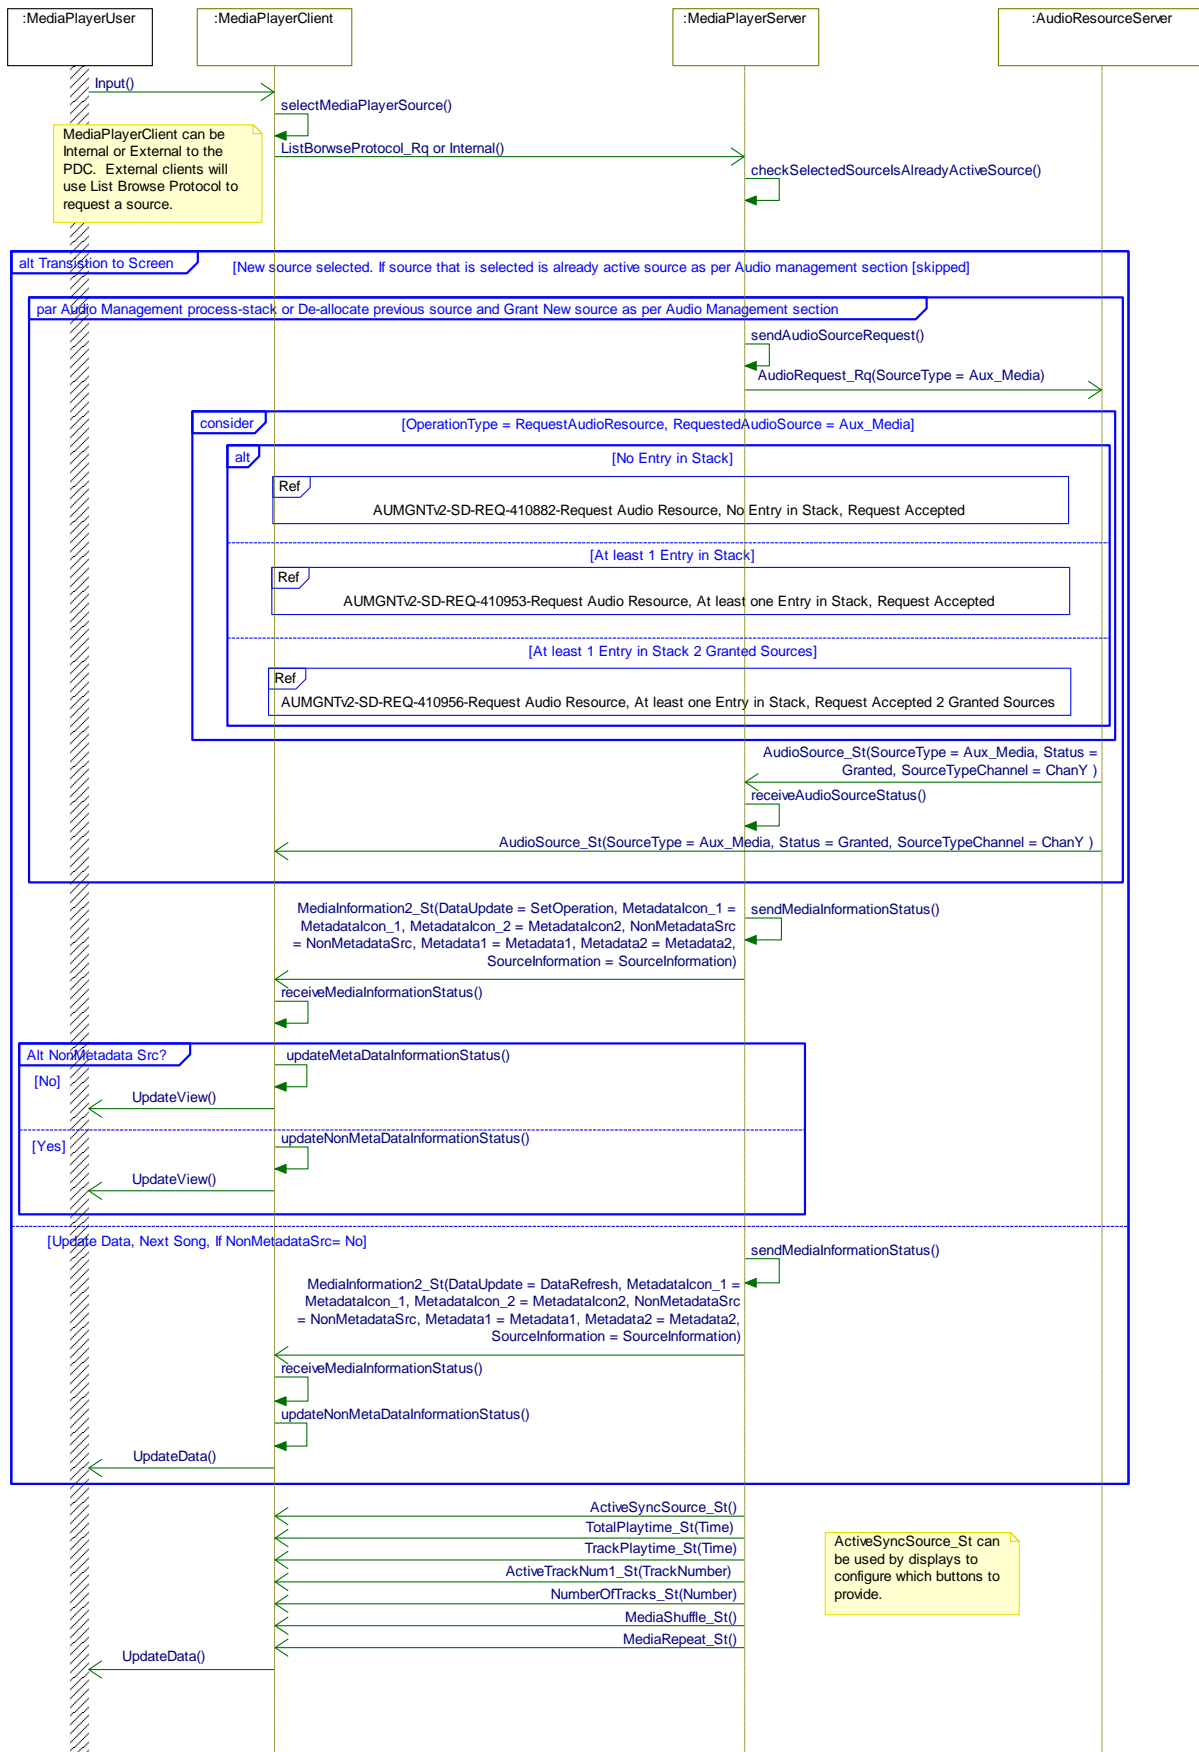 :MediaPlayerUser
:MediaPlayerClient
:MediaPlayerServer
:AudioResourceServer
Input()
selectMediaPlayerSource()
MediaPlayerClient can be
Internal or External to the
PDC. External clients will
use List Browse Protocol to
request a source.
ListBorwseProtocol_Rq or Internal()
checkSelectedSourceIsAlreadyActiveSource()
alt Transistion to Screen
[New source selected. If source that is selected is already active source as per Audio management section [skipped]
par Audio Management process-stack or De-allocate previous source and Grant New source as per Audio Management section
sendAudioSourceRequest()
AudioRequest_Rq(SourceType = Aux_Media)
consider
[OperationType = RequestAudioResource, RequestedAudioSource = Aux_Media]
alt
[No Entry in Stack]
Ref
AUMGNTv2-SD-REQ-410882-Request Audio Resource, No Entry in Stack, Request Accepted
[At least 1 Entry in Stack]
Ref
AUMGNTv2-SD-REQ-410953-Request Audio Resource, At least one Entry in Stack, Request Accepted
[At least 1 Entry in Stack 2 Granted Sources]
Ref
AUMGNTv2-SD-REQ-410956-Request Audio Resource, At least one Entry in Stack, Request Accepted 2 Granted Sources
AudioSource_St(SourceType = Aux_Media, Status =
Granted, SourceTypeChannel = ChanY )
receiveAudioSourceStatus()
AudioSource_St(SourceType = Aux_Media, Status = Granted, SourceTypeChannel = ChanY )
MediaInformation2_St(DataUpdate = SetOperation, MetadataIcon_1 =
MetadataIcon_1, MetadataIcon_2 = MetadataIcon2, NonMetadataSrc
= NonMetadataSrc, Metadata1 = Metadata1, Metadata2 = Metadata2,
SourceInformation = SourceInformation)
sendMediaInformationStatus()
receiveMediaInformationStatus()
Alt NonMetadata Src?
updateMetaDataInformationStatus()
[No]
UpdateView()
[Yes]
updateNonMetaDataInformationStatus()
UpdateView()
[Update Data, Next Song, If NonMetadataSrc= No]
sendMediaInformationStatus()
MediaInformation2_St(DataUpdate = DataRefresh, MetadataIcon_1 =
MetadataIcon_1, MetadataIcon_2 = MetadataIcon2, NonMetadataSrc
= NonMetadataSrc, Metadata1 = Metadata1, Metadata2 = Metadata2,
SourceInformation = SourceInformation)
receiveMediaInformationStatus()
updateNonMetaDataInformationStatus()
UpdateData()
ActiveSyncSource_St()
TotalPlaytime_St(Time)
TrackPlaytime_St(Time)
ActiveTrackNum1_St(TrackNumber)
NumberOfTracks_St(Number)
MediaShuffle_St()
MediaRepeat_St()
ActiveSyncSource_St can
be used by displays to
configure which buttons to
provide.
UpdateData()